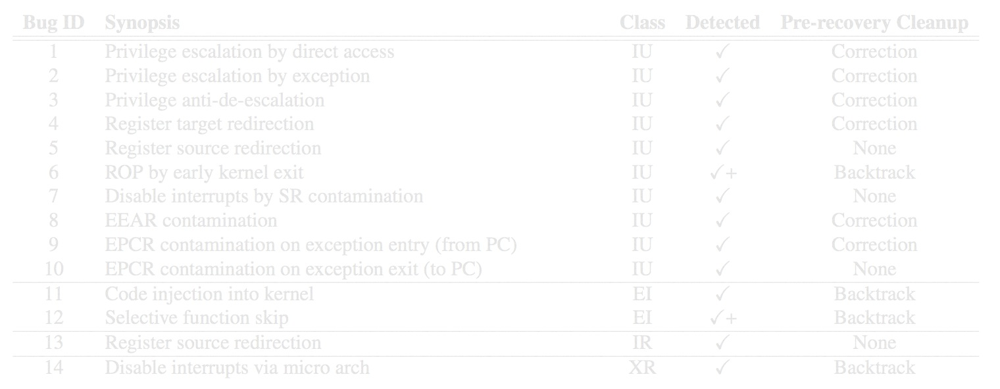 Bug ID Synopsis Class Detected Pre-recovery Cleanup
1 Privilege escalation by direct access IU ✓ Correction
2 Privilege escalation by exception IU ✓ Correction
3 Privilege anti-de-escalation IU ✓ Correction
4 Register target redirection IU ✓ Correction
5 Register source redirection IU ✓ None
6 ROP by early kernel exit IU ✓+ Backtrack
7 Disable interrupts by SR contamination IU ✓ None
8 EEAR contamination IU ✓ Correction
9 EPCR contamination on exception entry (from PC) IU ✓ Correction
10 EPCR contamination on exception exit (to PC) IU ✓ None
11 Code injection into kernel EI ✓ Backtrack
12 Selective function skip EI ✓+ Backtrack
13 Register source redirection IR ✓ None
14 Disable interrupts via micro arch XR ✓ Backtrack